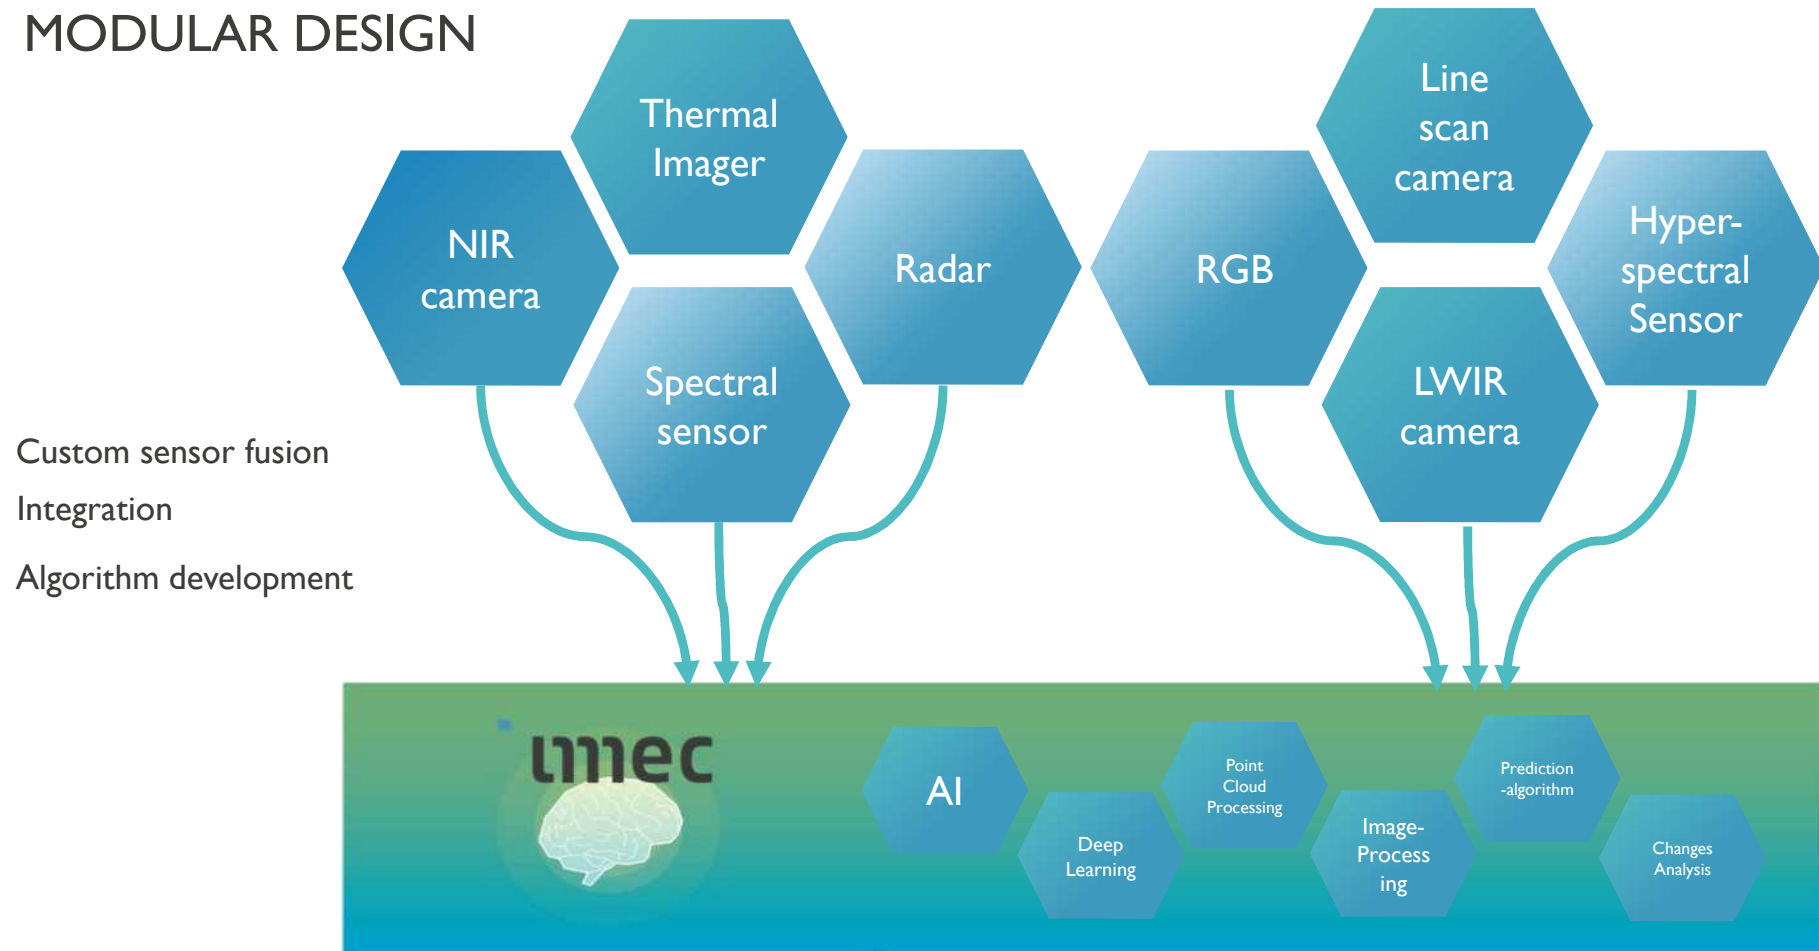 MODULAR DESIGN
Thermal
Imager
NIR
camera
Radar
Spectral
sensor
Line
scan
camera
RGB
Hyper-
spectral
Sensor
LWIR
camera
Custom sensor fusion
Integration
Algorithm development
imec
AI
Deep
Learning
Point
Cloud
Processing
Image-
Process
ing
Prediction
-algorithm
Changes
Analysis